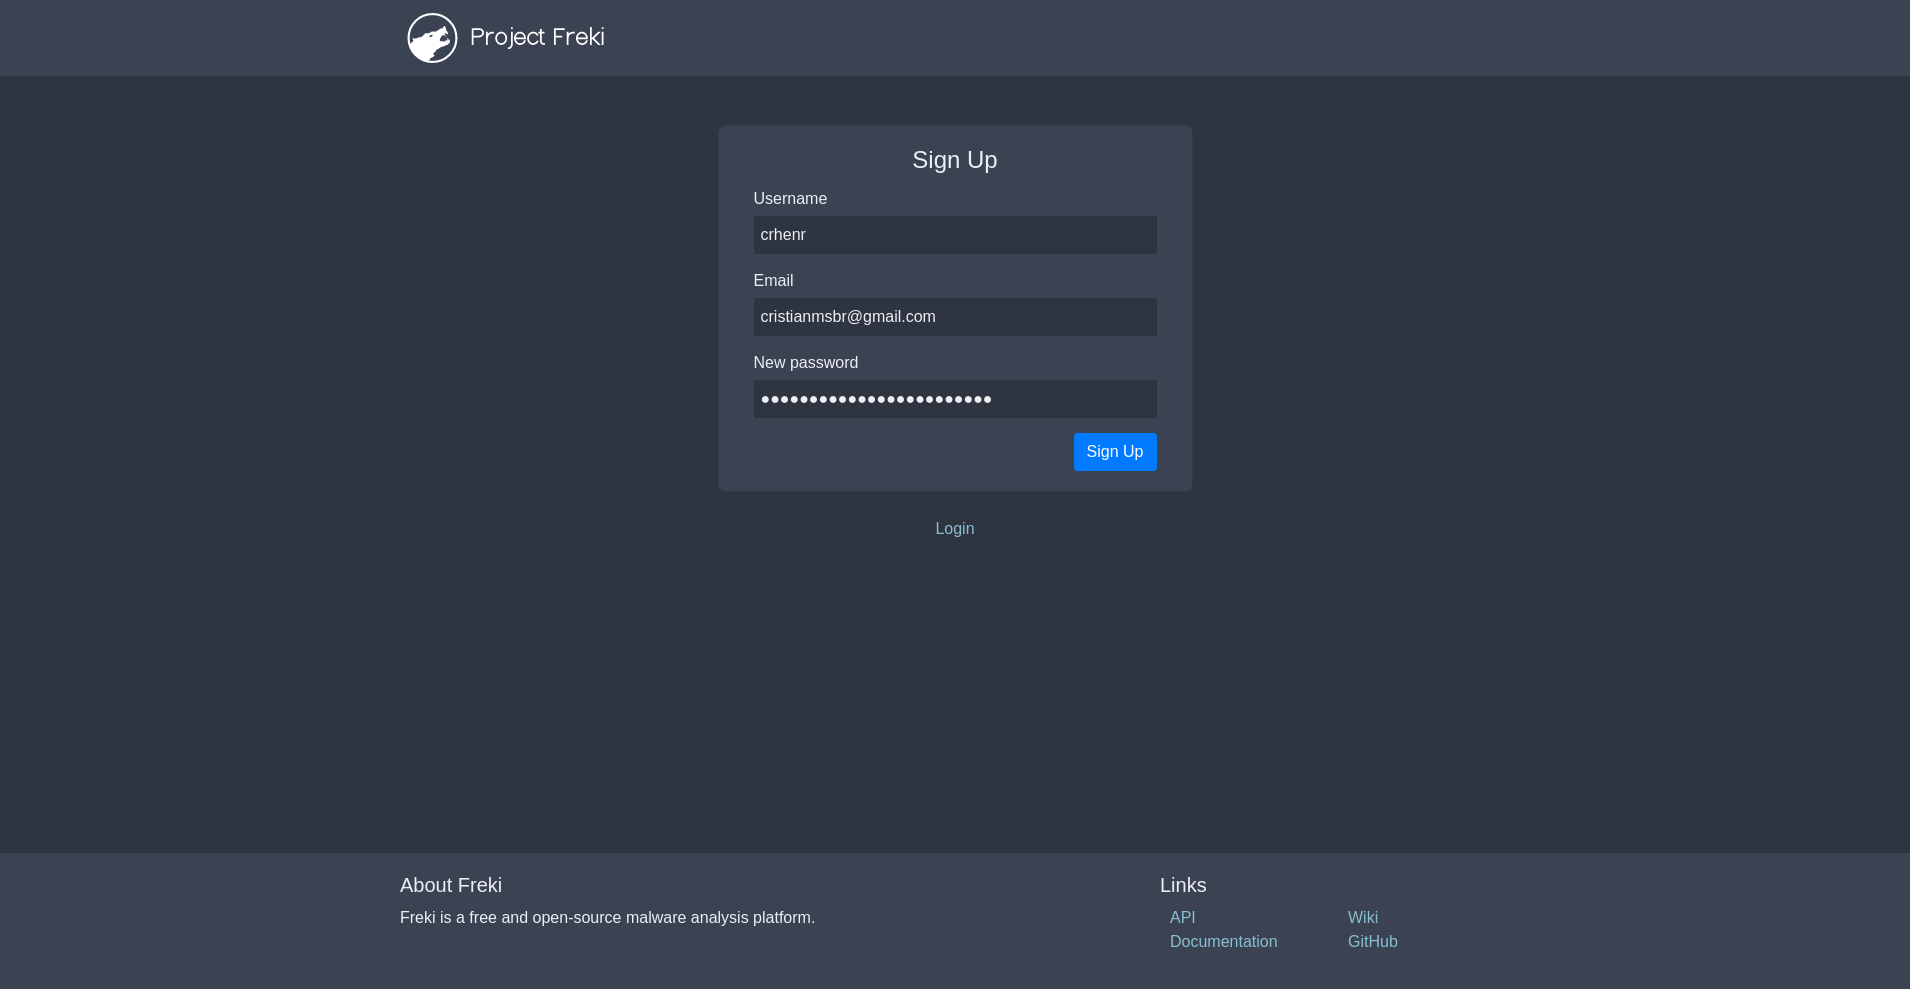 Project Freki
Sign Up
Username
crhenr
Email
cristianmsbr@gmail.com
New password
●●●●●●●●●●●●●●●●●●●●●●●●
Sign Up
Login
About Freki
Freki is a free and open-source malware analysis platform.
Links
API
Wiki
Documentation
GitHub